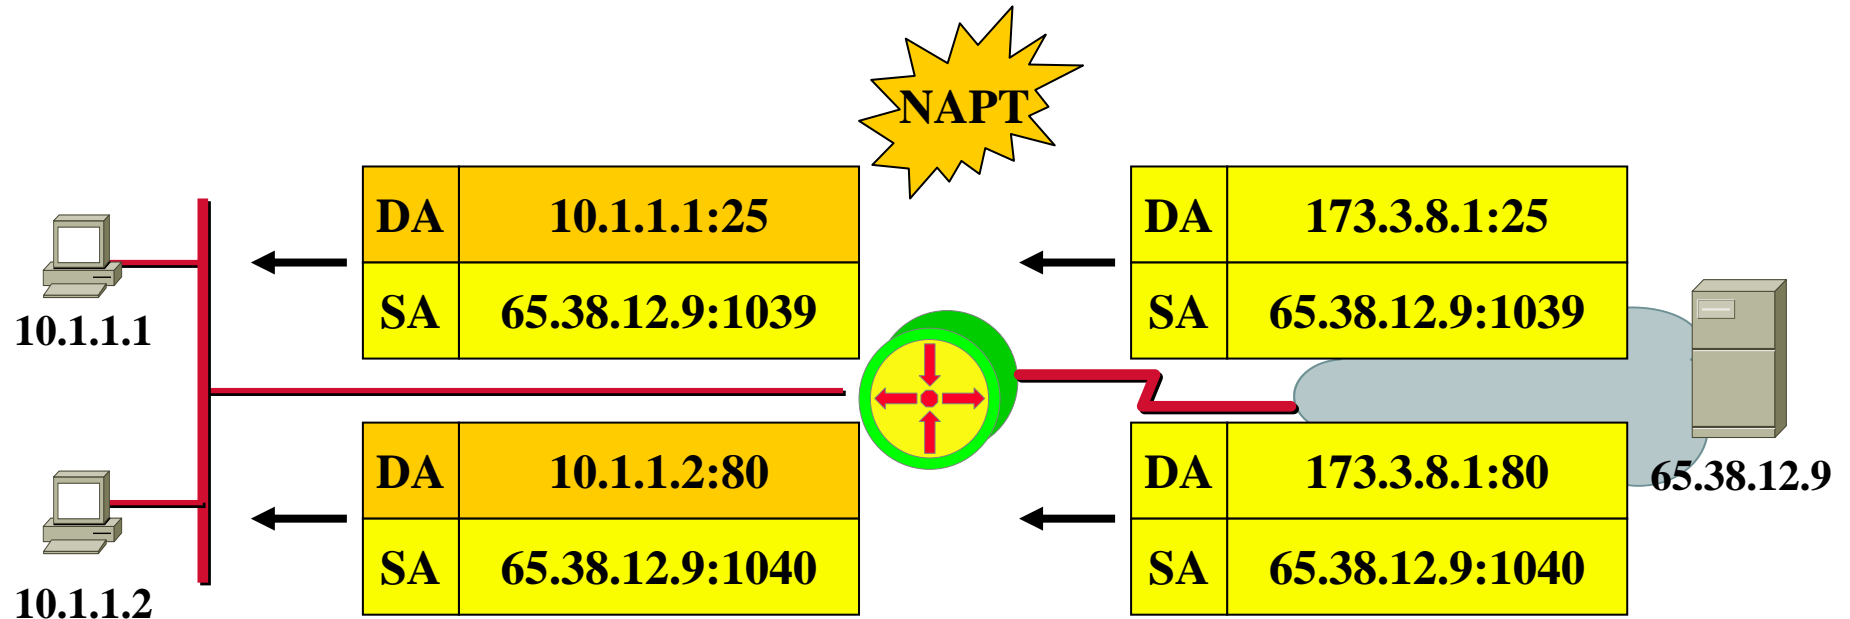 NAPT
DA 10.1.1.1:25
SA 65.38.12.9:1039
DA 173.3.8.1:25
SA 65.38.12.9:1039
10.1.1.1
DA 10.1.1.2:80
SA 65.38.12.9:1040
DA 173.3.8.1:80
SA 65.38.12.9:1040
65.38.12.9
10.1.1.2